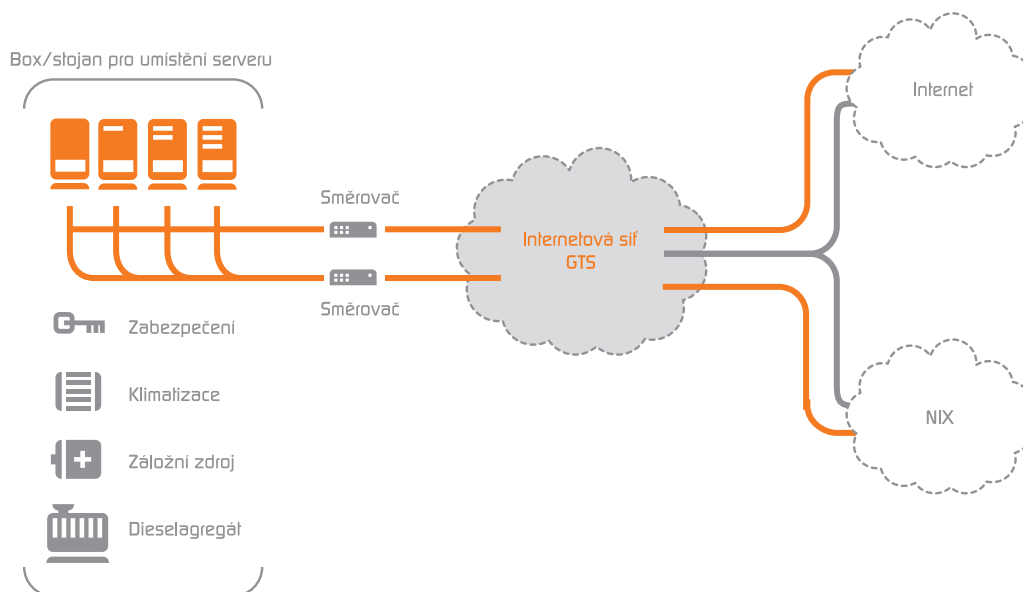 Box/stojan pro umístění serveru
Internet
Směrovač
Internetová síť
GTS
Směrovač
Zabezpečení
Klimatizace
NIX
Záložní zdroj
Dieselagregát